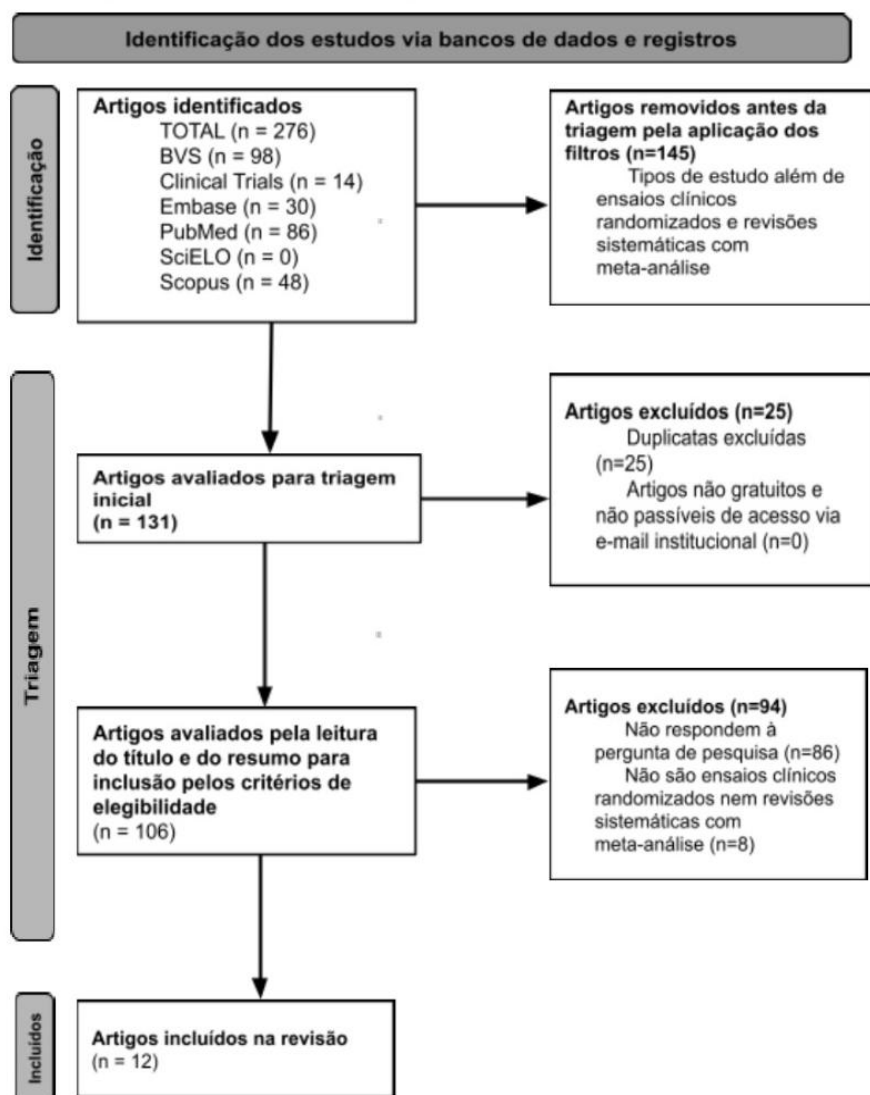 Identificação dos estudos via bancos de dados e registros
Identificação
Artigos identificados
TOTAL (n = 276)
BVS (n = 98)
Clinical Trials (n = 14)
Embase (n = 30)
PubMed (n = 86)
SciELO (n = 0)
Scopus (n = 48)
Artigos removidos antes da
triagem pela aplicação dos
filtros (n=145)
Tipos de estudo além de
ensaios clínicos
randomizados e revisões
sistemáticas com
meta-análise
Triagem
Artigos avaliados para triagem
inicial
(n = 131)
Artigos excluídos (n=25)
Duplicatas excluídas
(n=25)
Artigos não gratuitos e
não passíveis de acesso via
e-mail institucional (n=0)
Artigos avaliados pela leitura
do título e do resumo para
inclusão pelos critérios de
elegibilidade
(n = 106)
Artigos excluídos (n=94)
Não respondem à
pergunta de pesquisa (n=86)
Não são ensaios clínicos
randomizados nem revisões
sistemáticas com
meta-análise (n=8)
Incluídos
Artigos incluídos na revisão
(n = 12)